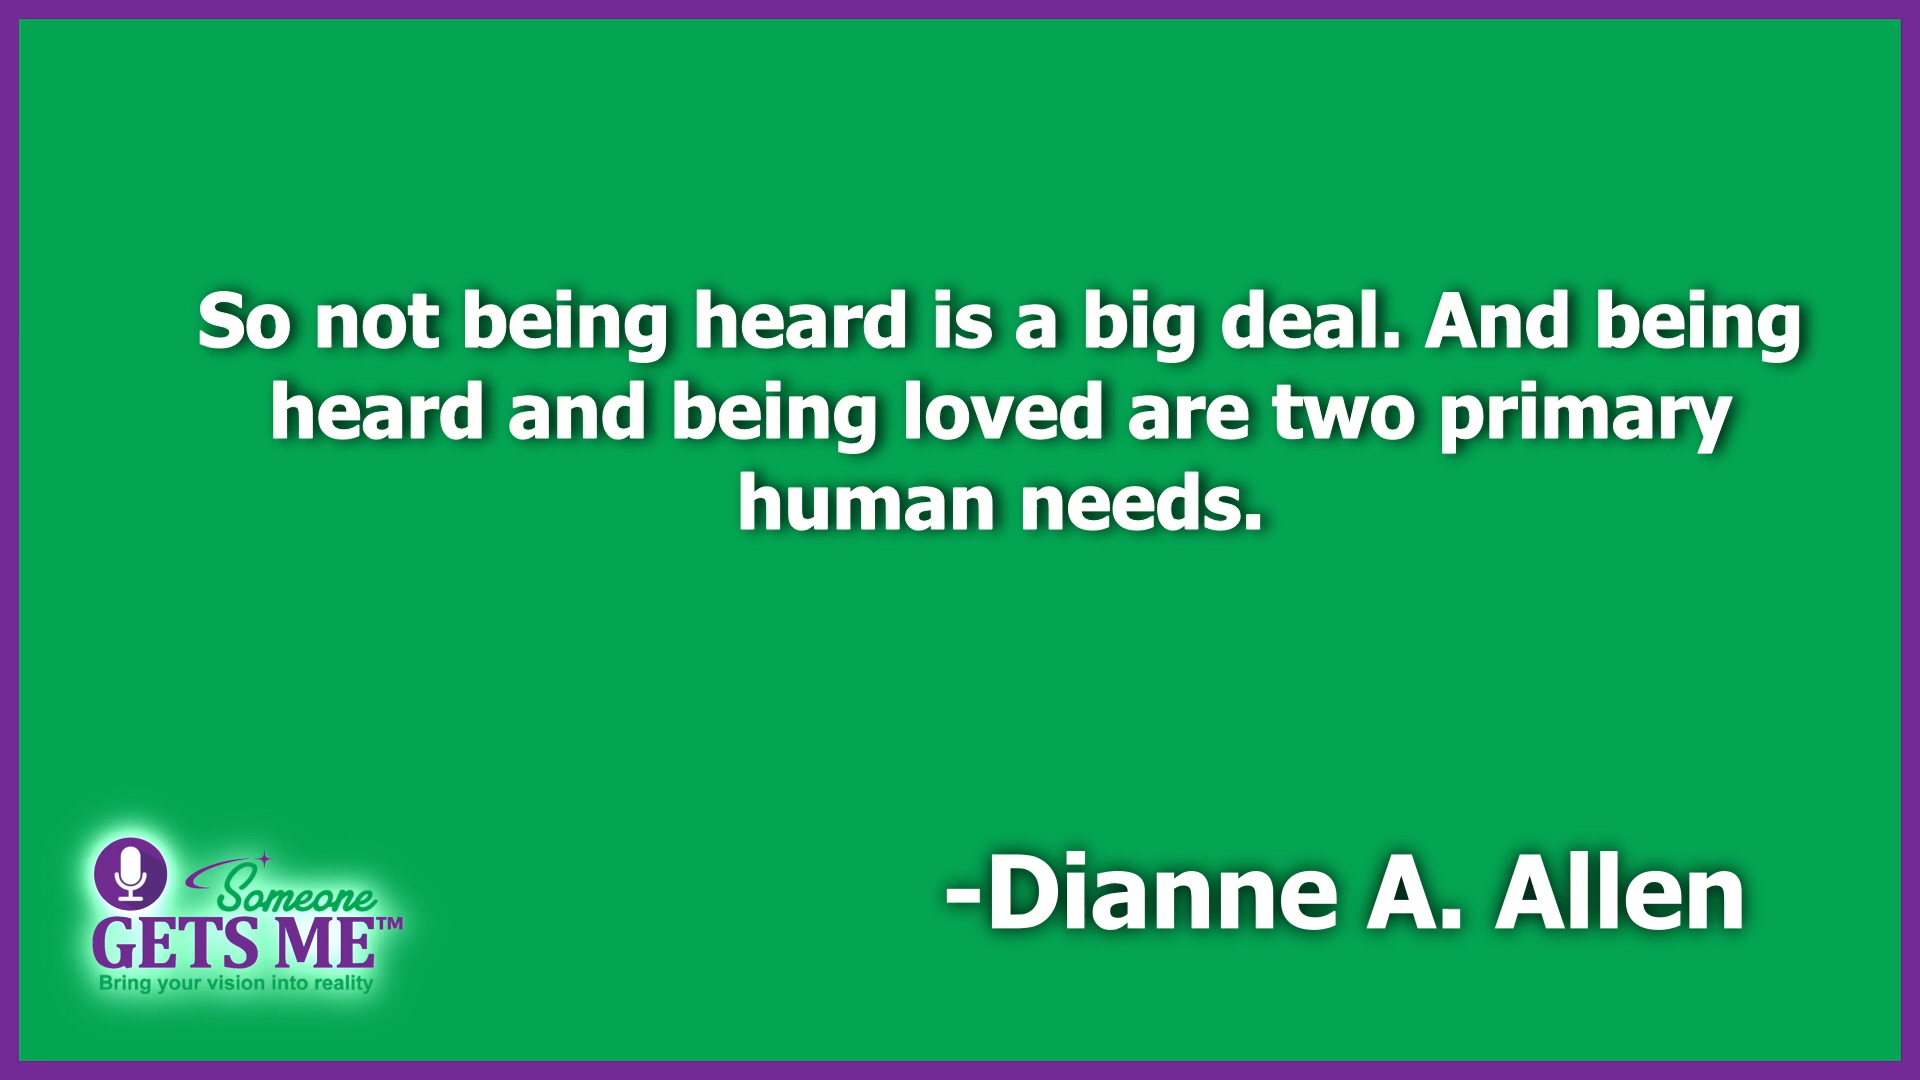 So not being heard is a big deal. And being
heard and being loved are two primary
human needs.
-Dianne A. Allen
Someone
GETS ME™
Bring your vision into reality